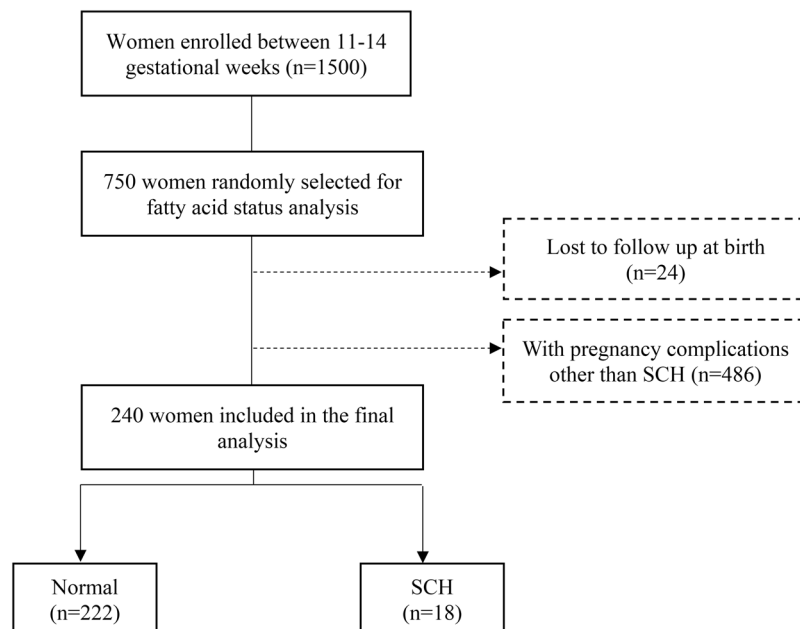 Women enrolled between 11-14
gestational weeks (n=1500)
750 women randomly selected for
fatty acid status analysis
Lost to follow up at birth
(n=24)
With pregnancy complications
other than SCH (n=486)
240 women included in the final
analysis
Normal
(n=222)
SCH
(n=18)